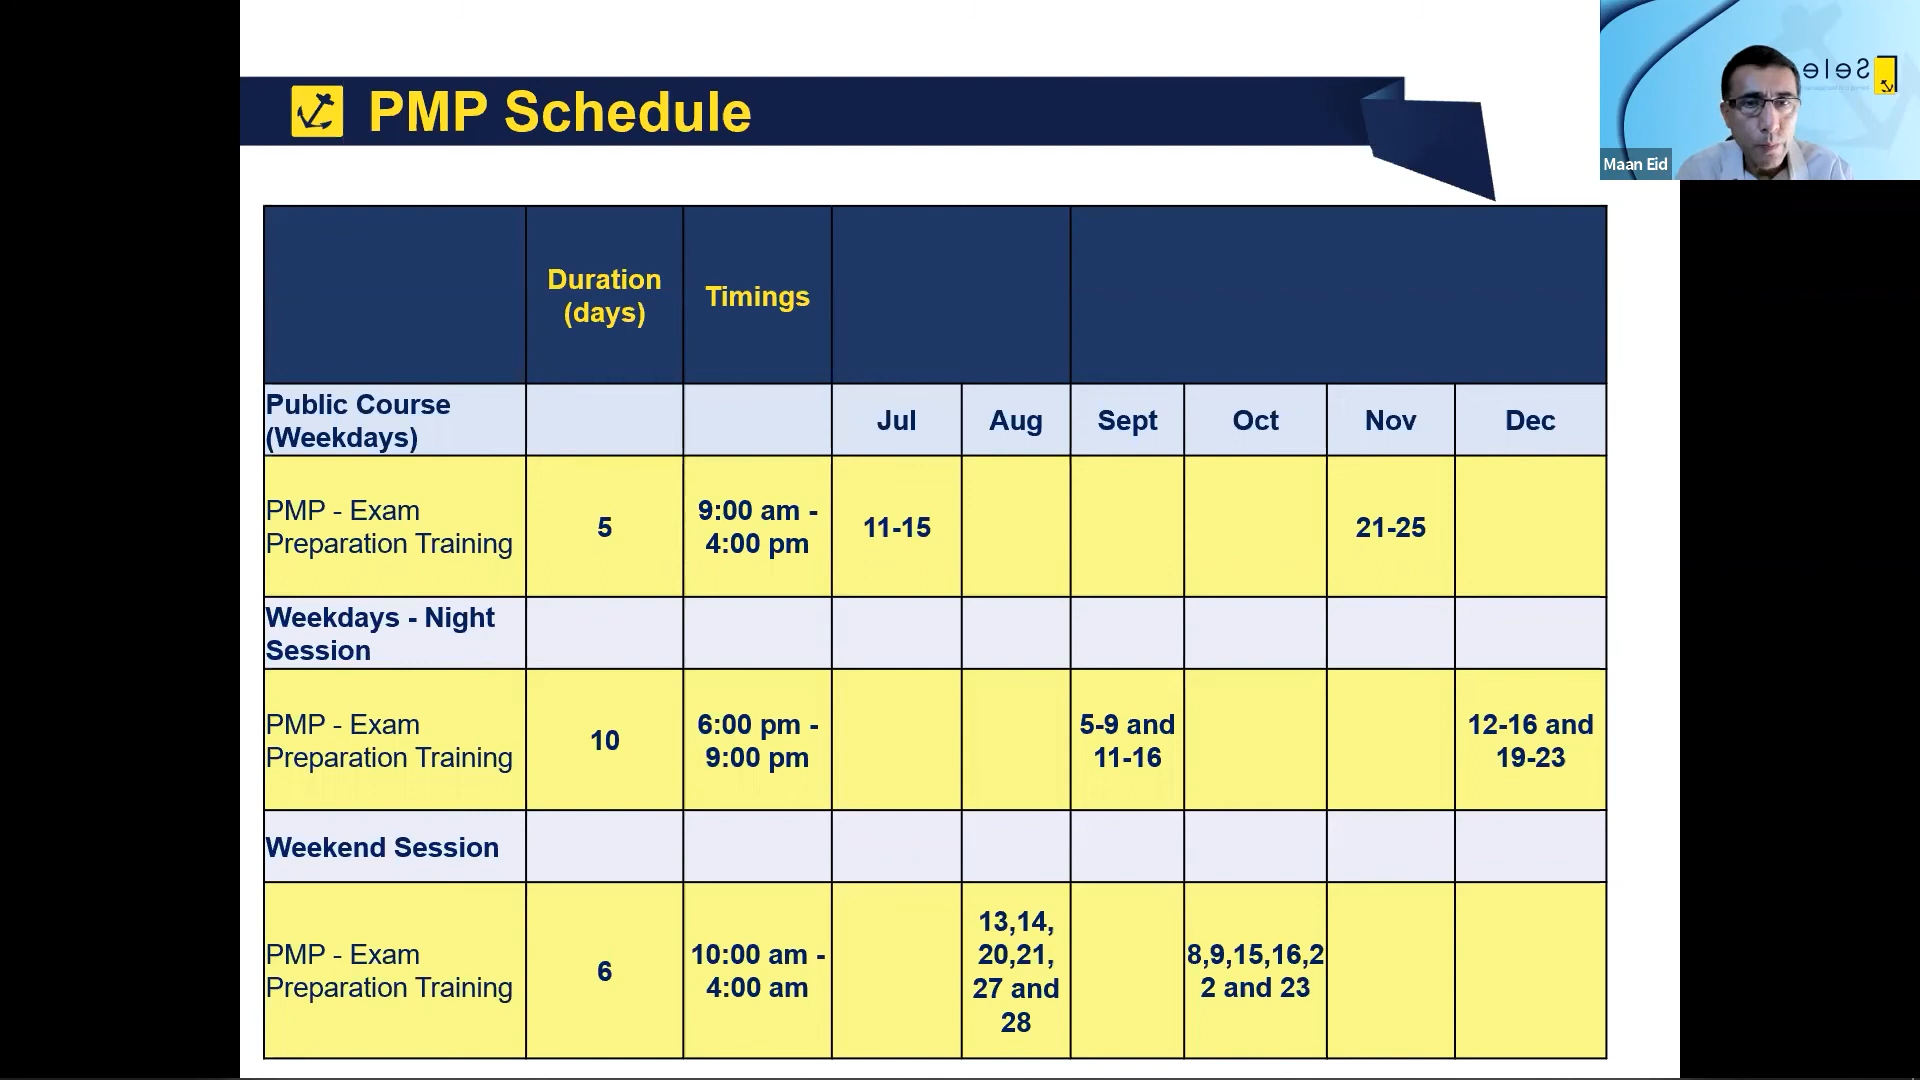 PMP Schedule
Sele
Maan Eid
Duration
(days)
Timings
Public Course
(Weekdays)
Jul
Aug
Sept
Oct
Nov
Dec
PMP - Exam
Preparation Training
5
9:00 am -
4:00 pm
11-15
21-25
Weekdays - Night
Session
PMP - Exam
Preparation Training
10
6:00 pm -
9:00 pm
5-9 and
11-16
12-16 and
19-23
Weekend Session
PMP - Exam
Preparation Training
6
10:00 am -
4:00 am
13,14,
20,21,
27 and
28
8,9,15,16,2
2 and 23